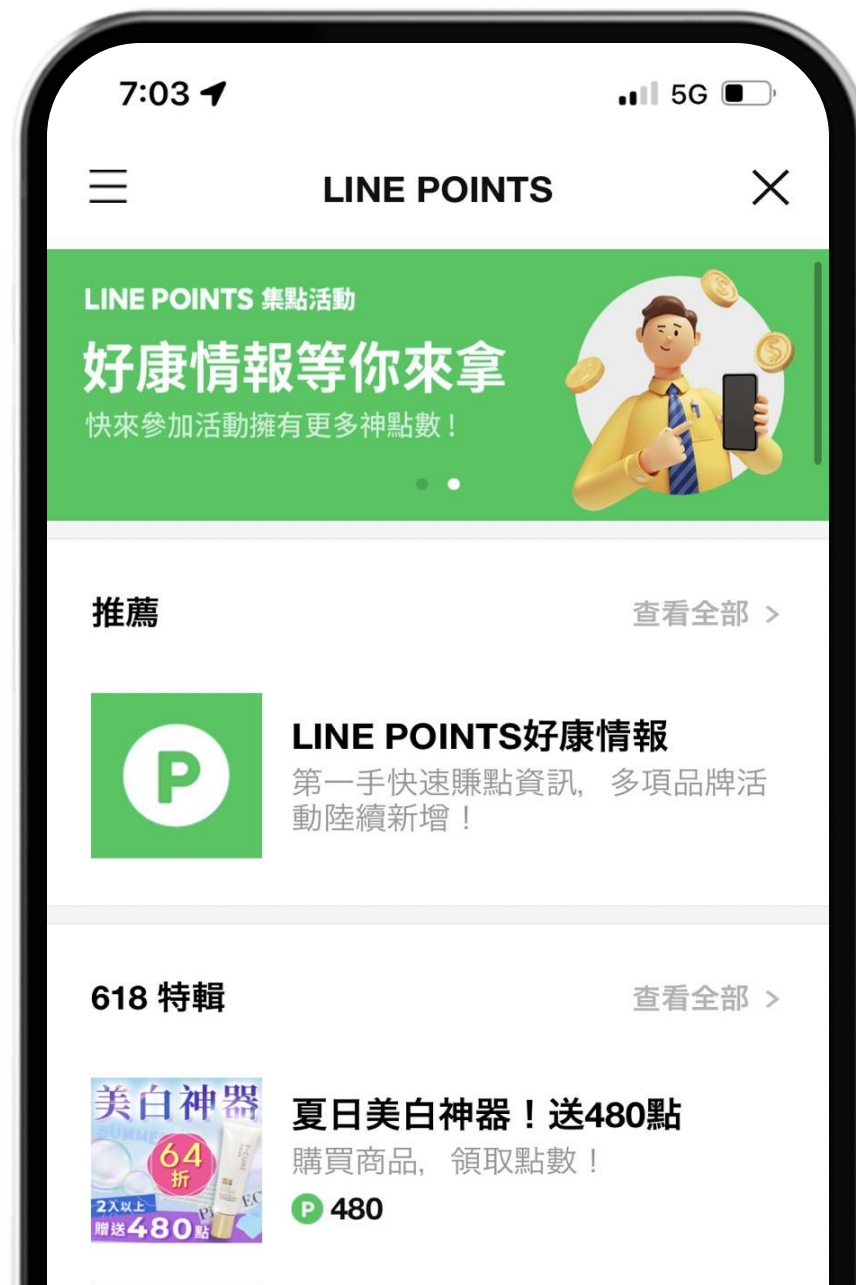 7:03
5G
LINE POINTS
LINE POINTS 集點活動
好康情報等你來拿
快來參加活動擁有更多神點數！
推薦
查看全部 >
P
LINE POINTS好康情報
第一手快速賺點資訊，多項品牌活
動陸續新增！
618 特輯
查看全部 >
美白神器
SUMME
64
折
2入以上
贈送480點
夏日美白神器！送480點
購買商品，領取點數！
P 480